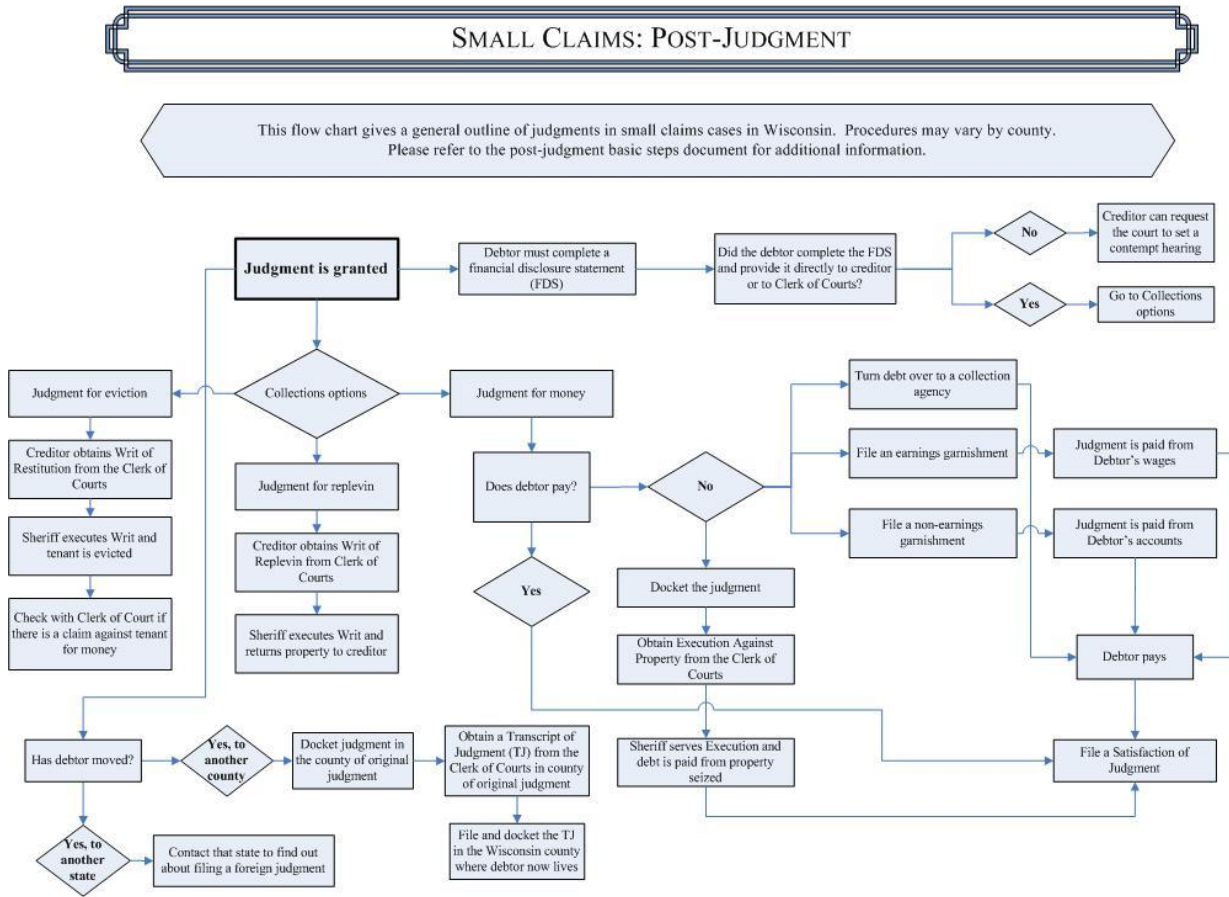 SMALL CLAIMS: POST-JUDGMENT
This flow chart gives a general outline of judgments in small claims cases in Wisconsin. Procedures may vary by county.
Please refer to the post-judgment basic steps document for additional information.
Judgment is granted
Debtor must complete a
financial disclosure statement
(FDS)
Did the debtor complete the FDS
and provide it directly to creditor
or to Clerk of Courts?
No
Creditor can request
the court to set a
contempt hearing
Yes
Go to Collections
options
Collections options
Judgment for eviction
Creditor obtains Writ of
Restitution from the Clerk of
Courts
Sheriff executes Writ and
tenant is evicted
Check with Clerk of Court if
there is a claim against tenant
for money
Judgment for replevin
Creditor obtains Writ of
Replevin from Clerk of
Courts
Sheriff executes Writ and
returns property to creditor
Judgment for money
Does debtor pay?
Yes
No
Turn debt over to a collection
agency
File an earnings garnishment
Judgment is paid from
Debtor's wages
File a non-earnings
garnishment
Judgment is paid from
Debtor's accounts
Docket the judgment
Obtain Execution Against
Property from the Clerk of
Courts
Sheriff serves Execution and
debt is paid from property
seized
Debtor pays
File a Satisfaction of
Judgment
Has debtor moved?
Yes, to
another
county
Docket judgment in
the county of original
judgment
Obtain a Transcript of
Judgment (TJ) from the
Clerk of Courts in county
of original judgment
File and docket the TJ
in the Wisconsin county
where debtor now lives
Yes, to
another
state
Contact that state to find out
about filing a foreign judgment